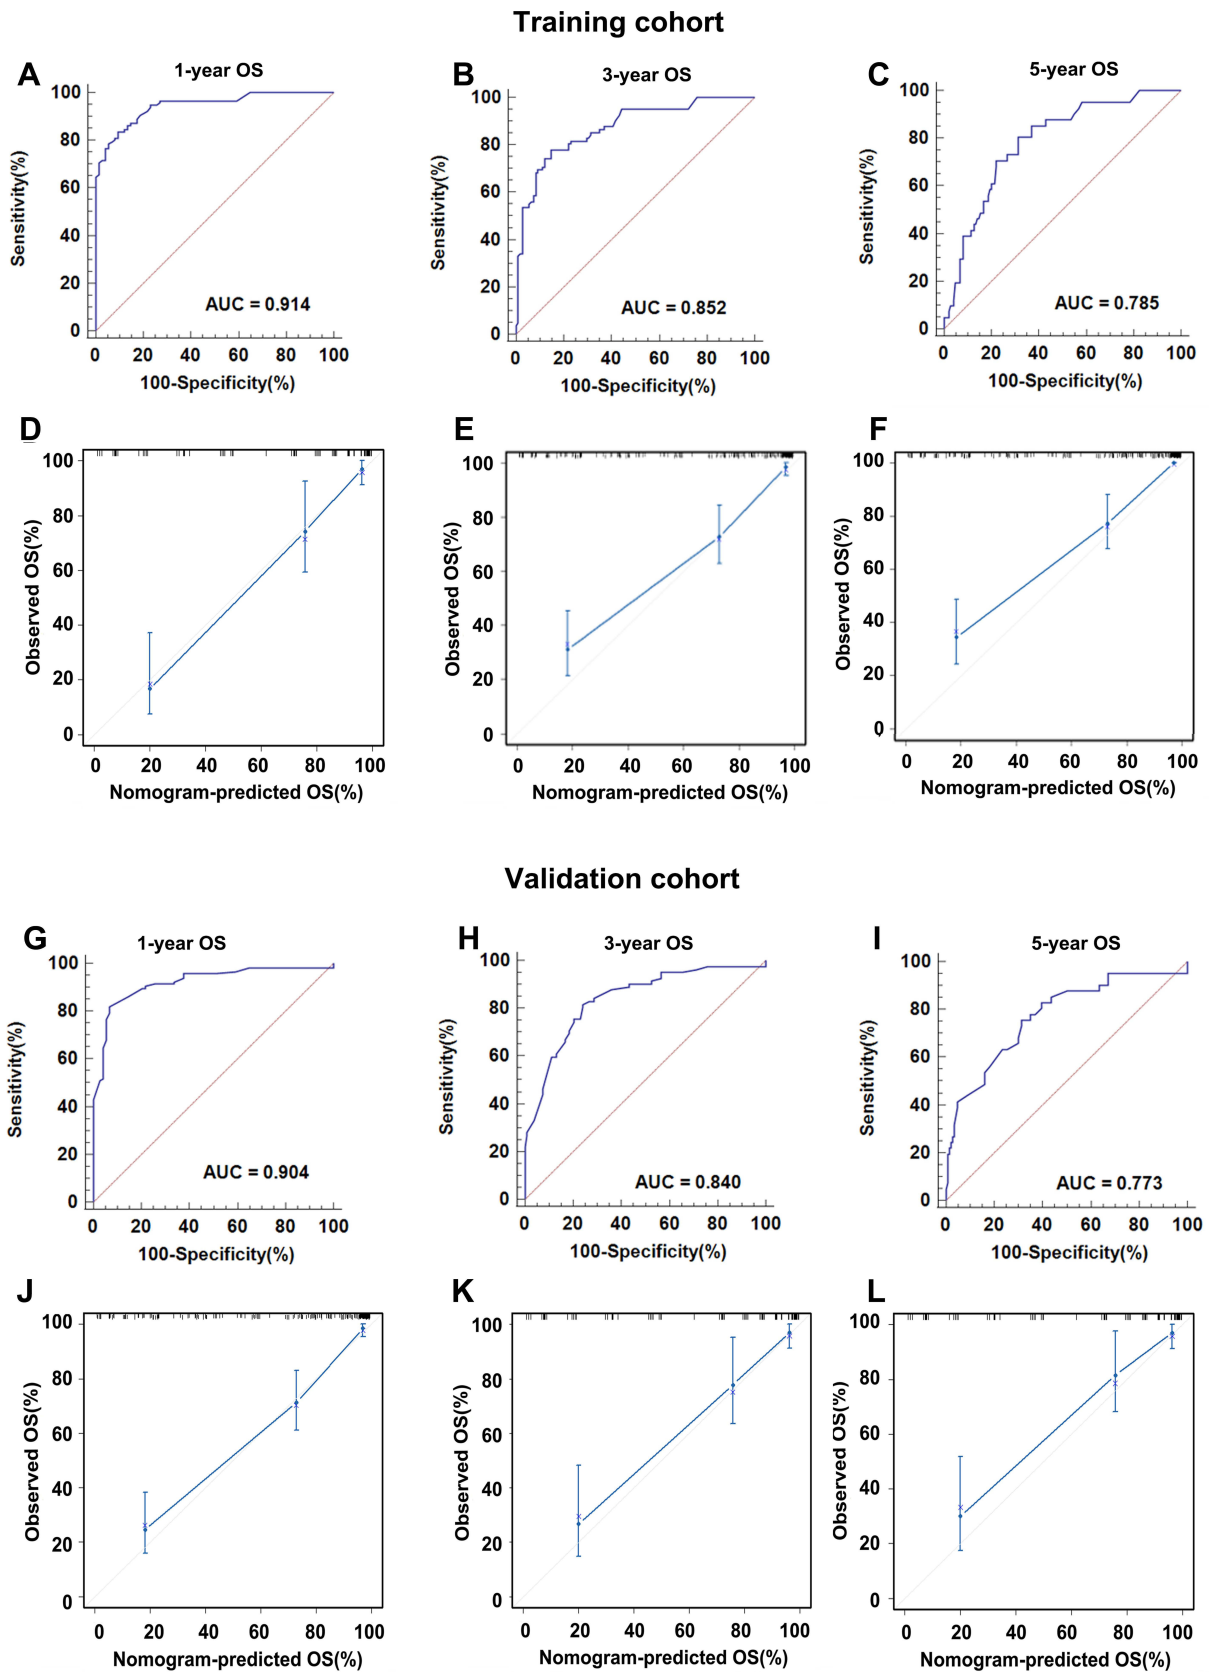 Training cohort
A
1-year OS
B
3-year OS
C
5-year OS
Sensitivity(%)
100
80
60
40
20
0
AUC = 0.914
0 20 40 60 80 100
100-Specificity(%)
Sensitivity(%)
100
80
60
40
20
0
AUC = 0.852
0 20 40 60 80 100
100-Specificity(%)
Sensitivity(%)
100
80
60
40
20
0
AUC = 0.785
0 20 40 60 80 100
100-Specificity(%)
D
Observed OS(%)
100
80
60
40
20
0
0 20 40 60 80 100
Nomogram-predicted OS(%)
E
Observed OS(%)
100
80
60
40
20
0
0 20 40 60 80 100
Nomogram-predicted OS(%)
F
Observed OS(%)
100
80
60
40
20
0
0 20 40 60 80 100
Nomogram-predicted OS(%)
Validation cohort
G
1-year OS
H
3-year OS
I
5-year OS
Sensitivity(%)
100
80
60
40
20
0
AUC = 0.904
0 20 40 60 80 100
100-Specificity(%)
Sensitivity(%)
100
80
60
40
20
0
AUC = 0.840
0 20 40 60 80 100
100-Specificity(%)
Sensitivity(%)
100
80
60
40
20
0
AUC = 0.773
0 20 40 60 80 100
100-Specificity(%)
J
Observed OS(%)
100
80
60
40
20
0
0 20 40 60 80 100
Nomogram-predicted OS(%)
K
Observed OS(%)
100
80
60
40
20
0
0 20 40 60 80 100
Nomogram-predicted OS(%)
L
Observed OS(%)
100
80
60
40
20
0
0 20 40 60 80 100
Nomogram-predicted OS(%)